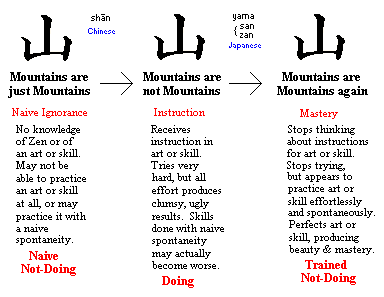 山
shān
Chinese
山
yama
{ san
zan
Japanese
山
Mountains are
just Mountains
Mountains are
not Mountains
Mountains are
Mountains again
Naive Ignorance
No knowledge
of Zen or of
an art or skill.
May not be
able to practice
an art or skill
at all, or may
practice it with
a naive
spontaneity.
Naive
Not-Doing
Instruction
Receives
instruction in
art or skill.
Tries very
hard, but all
effort produces
clumsy, ugly
results.  Skills
done with naive
spontaneity
may actually
become worse.
Doing
Mastery
Stops thinking
about instructions
for art or skill.
Stops trying,
but appears to
practice art or
skill effortlessly
and spontaneously.
Perfects art or
skill, producing
beauty & mastery.
Trained
Not-Doing